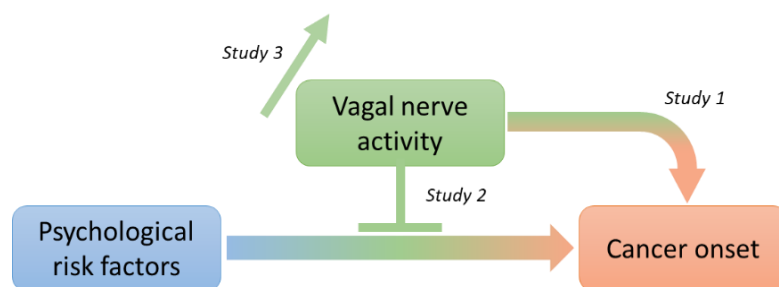 Study 3
Study 1
Vagal nerve
activity
Study 2
Psychological
risk factors
Cancer onset